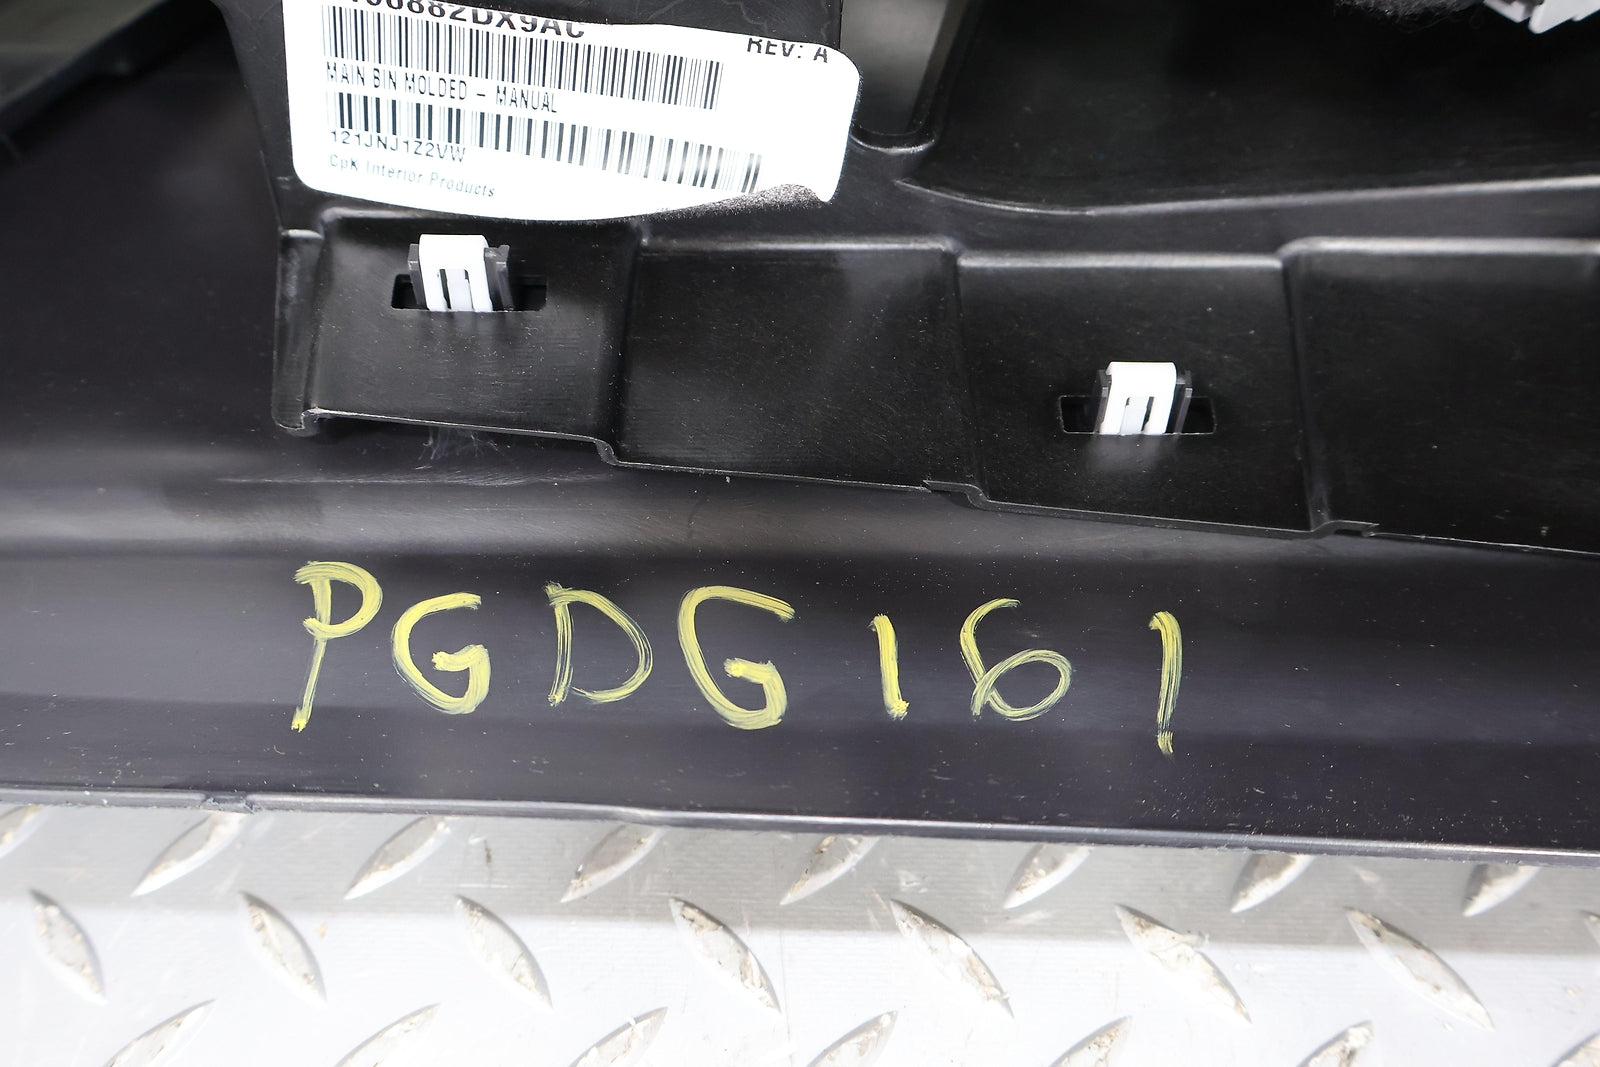 REV: A
MAIN BIN MOLDED – MANUAL
121JNJ1Z2VW
CpK Interior Products
PGDG161